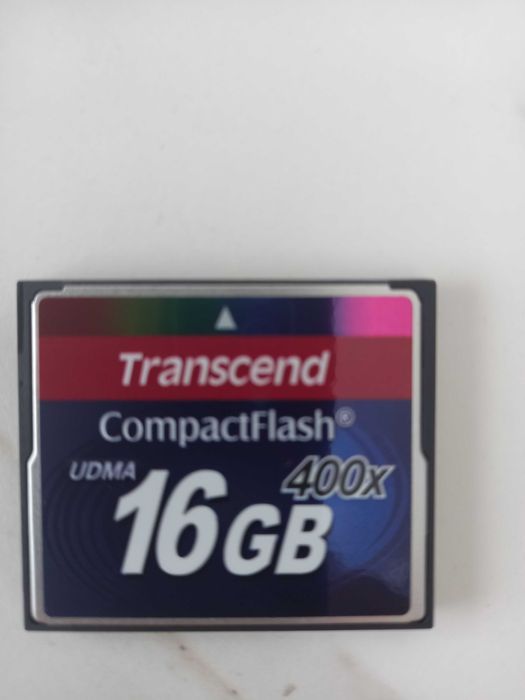 Transcend
CompactFlash®
UDMA 400x
16GB